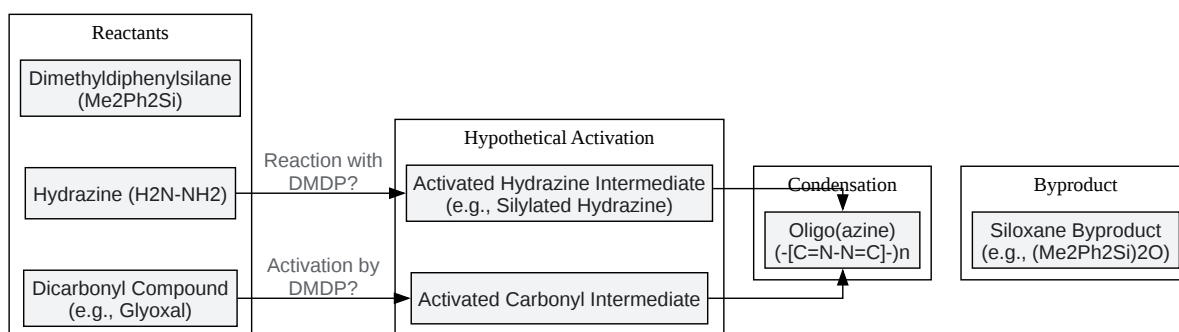 Reactants
Dimethyldiphenylsilane
(Me2Ph2Si)
Hydrazine (H2N-NH2)
Dicarbonyl Compound
(e.g., Glyoxal)
Reaction with
DMDP?
Activation by
DMDP?
Hypothetical Activation
Activated Hydrazine Intermediate
(e.g., Silylated Hydrazine)
Activated Carbonyl Intermediate
Condensation
Oligo(azine)
(-[C=N-N=C]-)n
Byproduct
Siloxane Byproduct
(e.g., (Me2Ph2Si)2O)